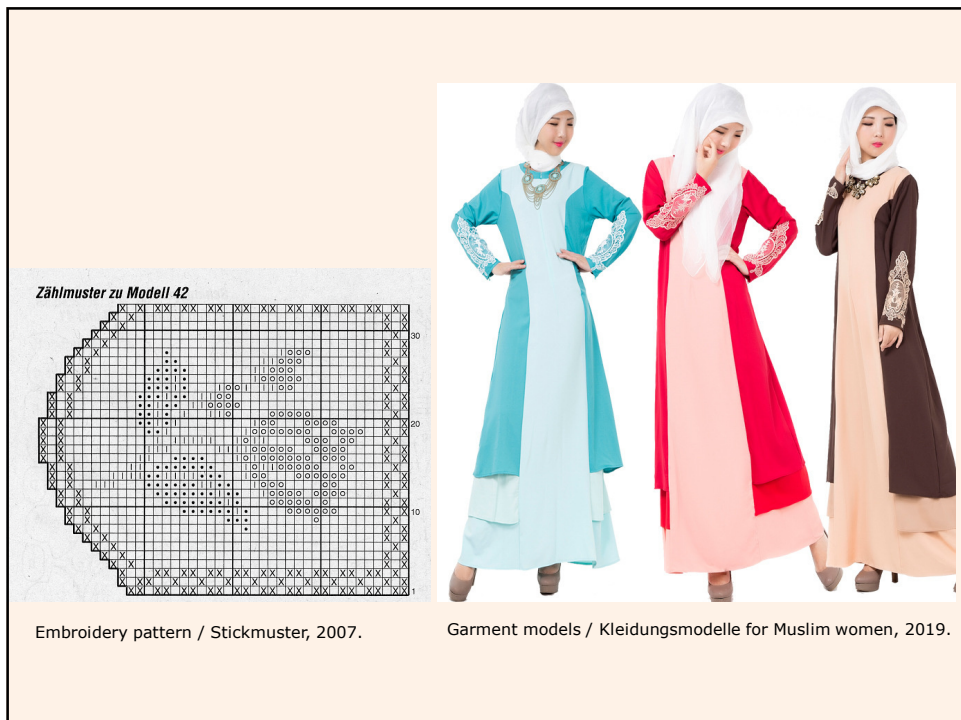 Zählmuster zu Modell 42
30
20
10
1
Embroidery pattern / Stickmuster, 2007.
Garment models / Kleidungsmodelle for Muslim women, 2019.